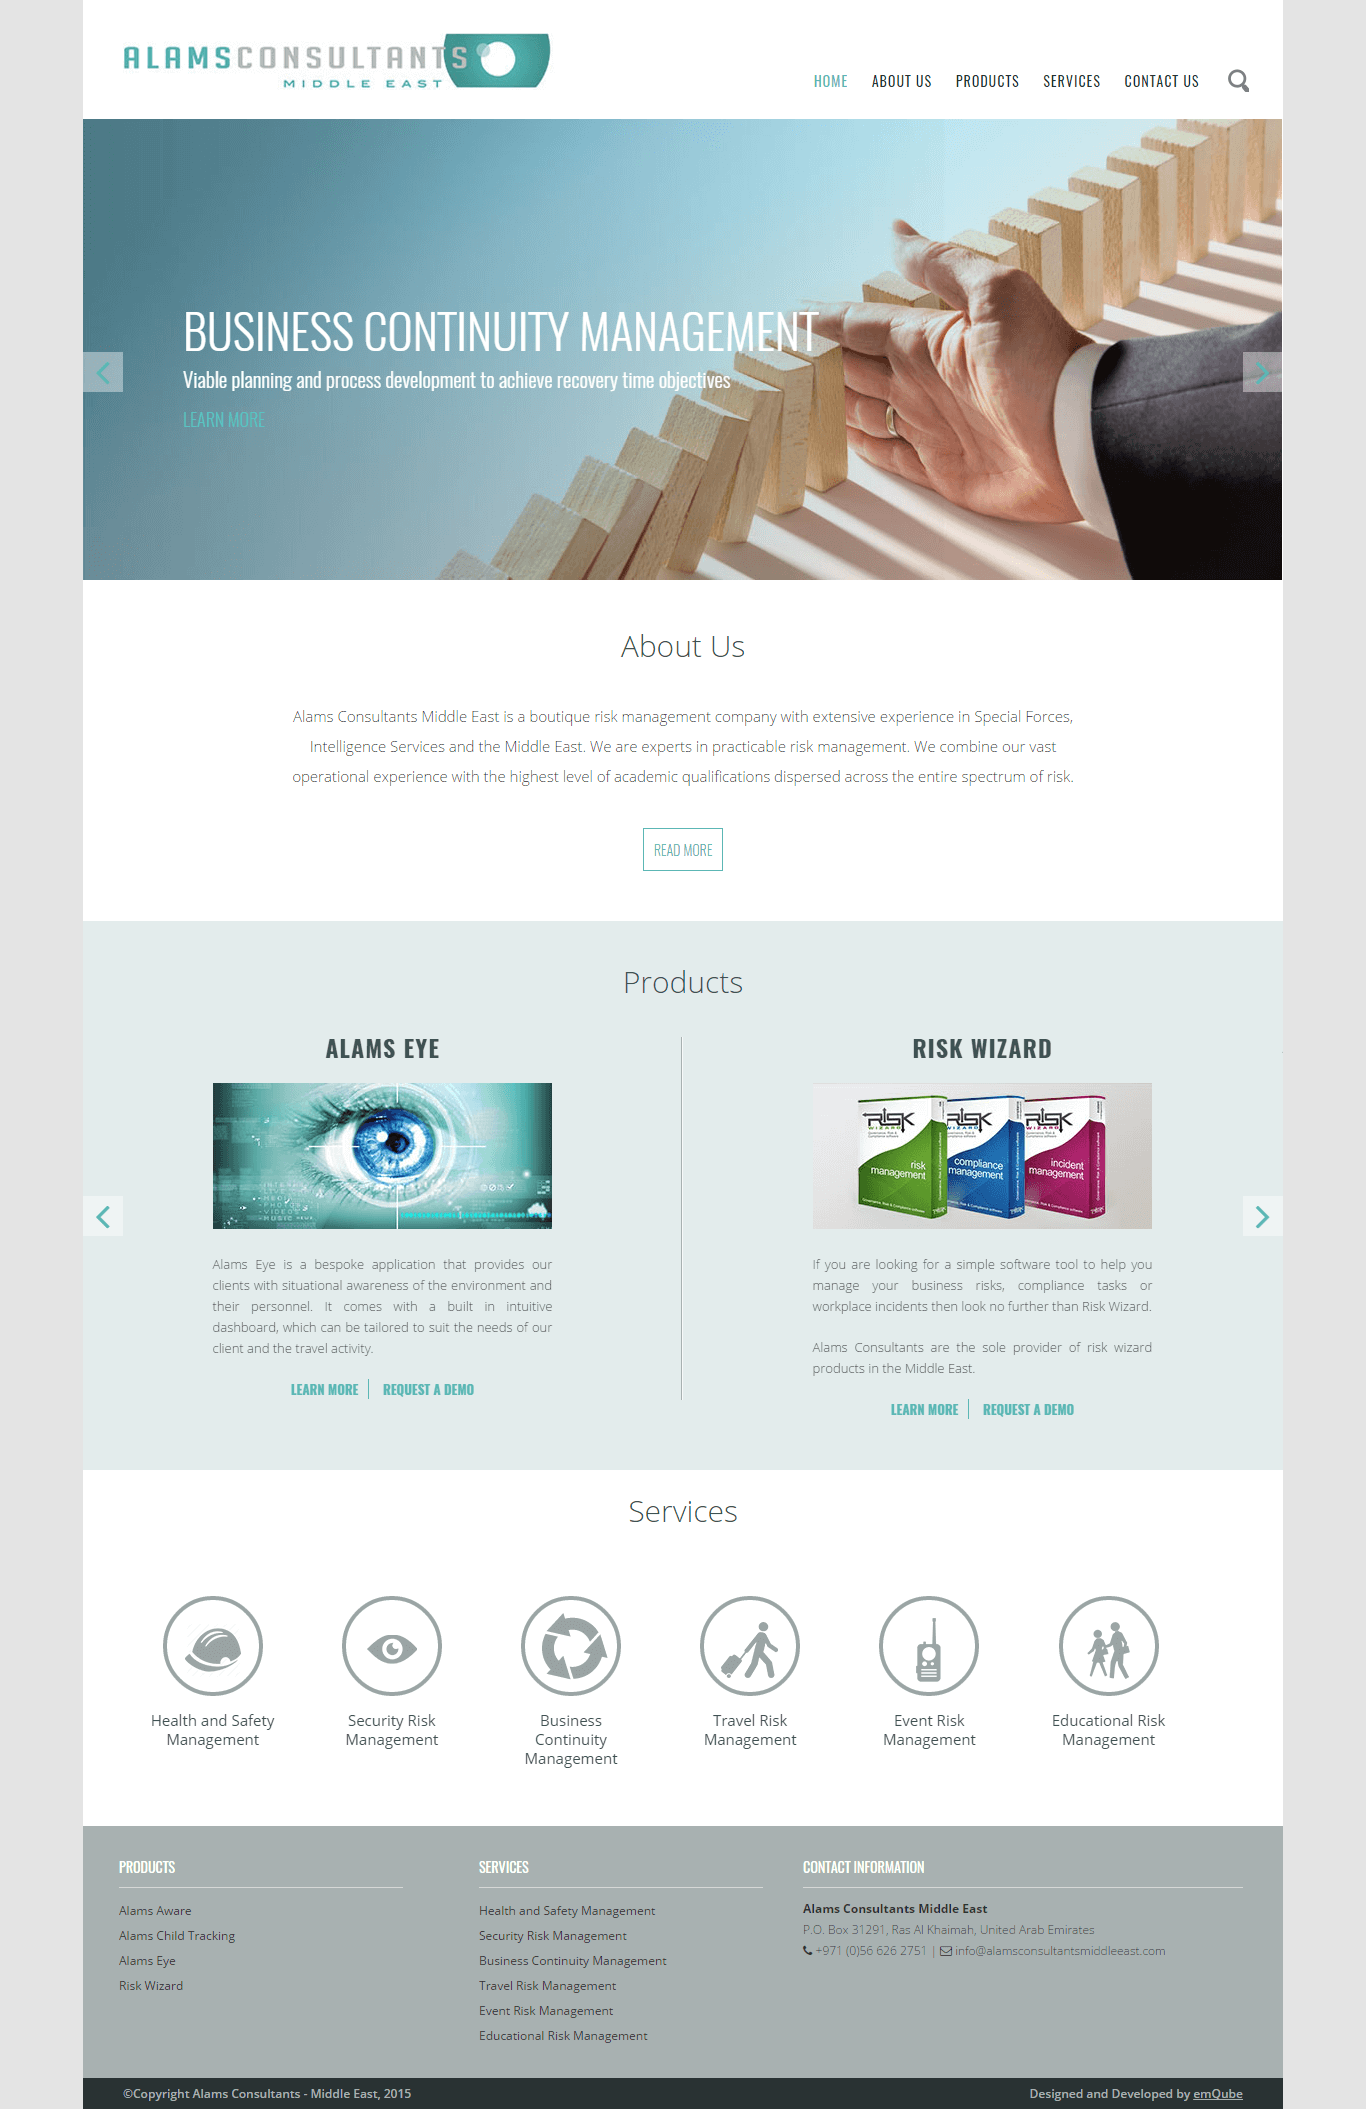 ALAMSCONSULTANTS
MIDDLE EAST
HOME ABOUT US PRODUCTS SERVICES CONTACT US
BUSINESS CONTINUITY MANAGEMENT
Viable planning and process development to achieve recovery time objectives
LEARN MORE
About Us
Alams Consultants Middle East is a boutique risk management company with extensive experience in Special Forces,
Intelligence Services and the Middle East. We are experts in practicable risk management. We combine our vast
operational experience with the highest level of academic qualifications dispersed across the entire spectrum of risk.
READ MORE
Products
ALAMS EYE
Alams Eye is a bespoke application that provides our
clients with situational awareness of the environment and
their personnel. It comes with a built in intuitive
dashboard, which can be tailored to suit the needs of our
client and the travel activity.
LEARN MORE REQUEST A DEMO
RISK WIZARD
RISK RISK RISK
WIZARD WIZARD WIZARD
risk management
compliance management
incident management
If you are looking for a simple software tool to help you
manage your business risks, compliance tasks or
workplace incidents then look no further than Risk Wizard.
Alams Consultants are the sole provider of risk wizard
products in the Middle East.
LEARN MORE REQUEST A DEMO
Services
Health and Safety
Management
Security Risk
Management
Business
Continuity
Management
Travel Risk
Management
Event Risk
Management
Educational Risk
Management
PRODUCTS
Alams Aware
Alams Child Tracking
Alams Eye
Risk Wizard
SERVICES
Health and Safety Management
Security Risk Management
Business Continuity Management
Travel Risk Management
Event Risk Management
Educational Risk Management
CONTACT INFORMATION
Alams Consultants Middle East
P.O. Box 31291, Ras Al Khaimah, United Arab Emirates
+971 (0)56 626 2751 | info@alamsconsultantsmiddleeast.com
©Copyright Alams Consultants - Middle East, 2015
Designed and Developed by emQube